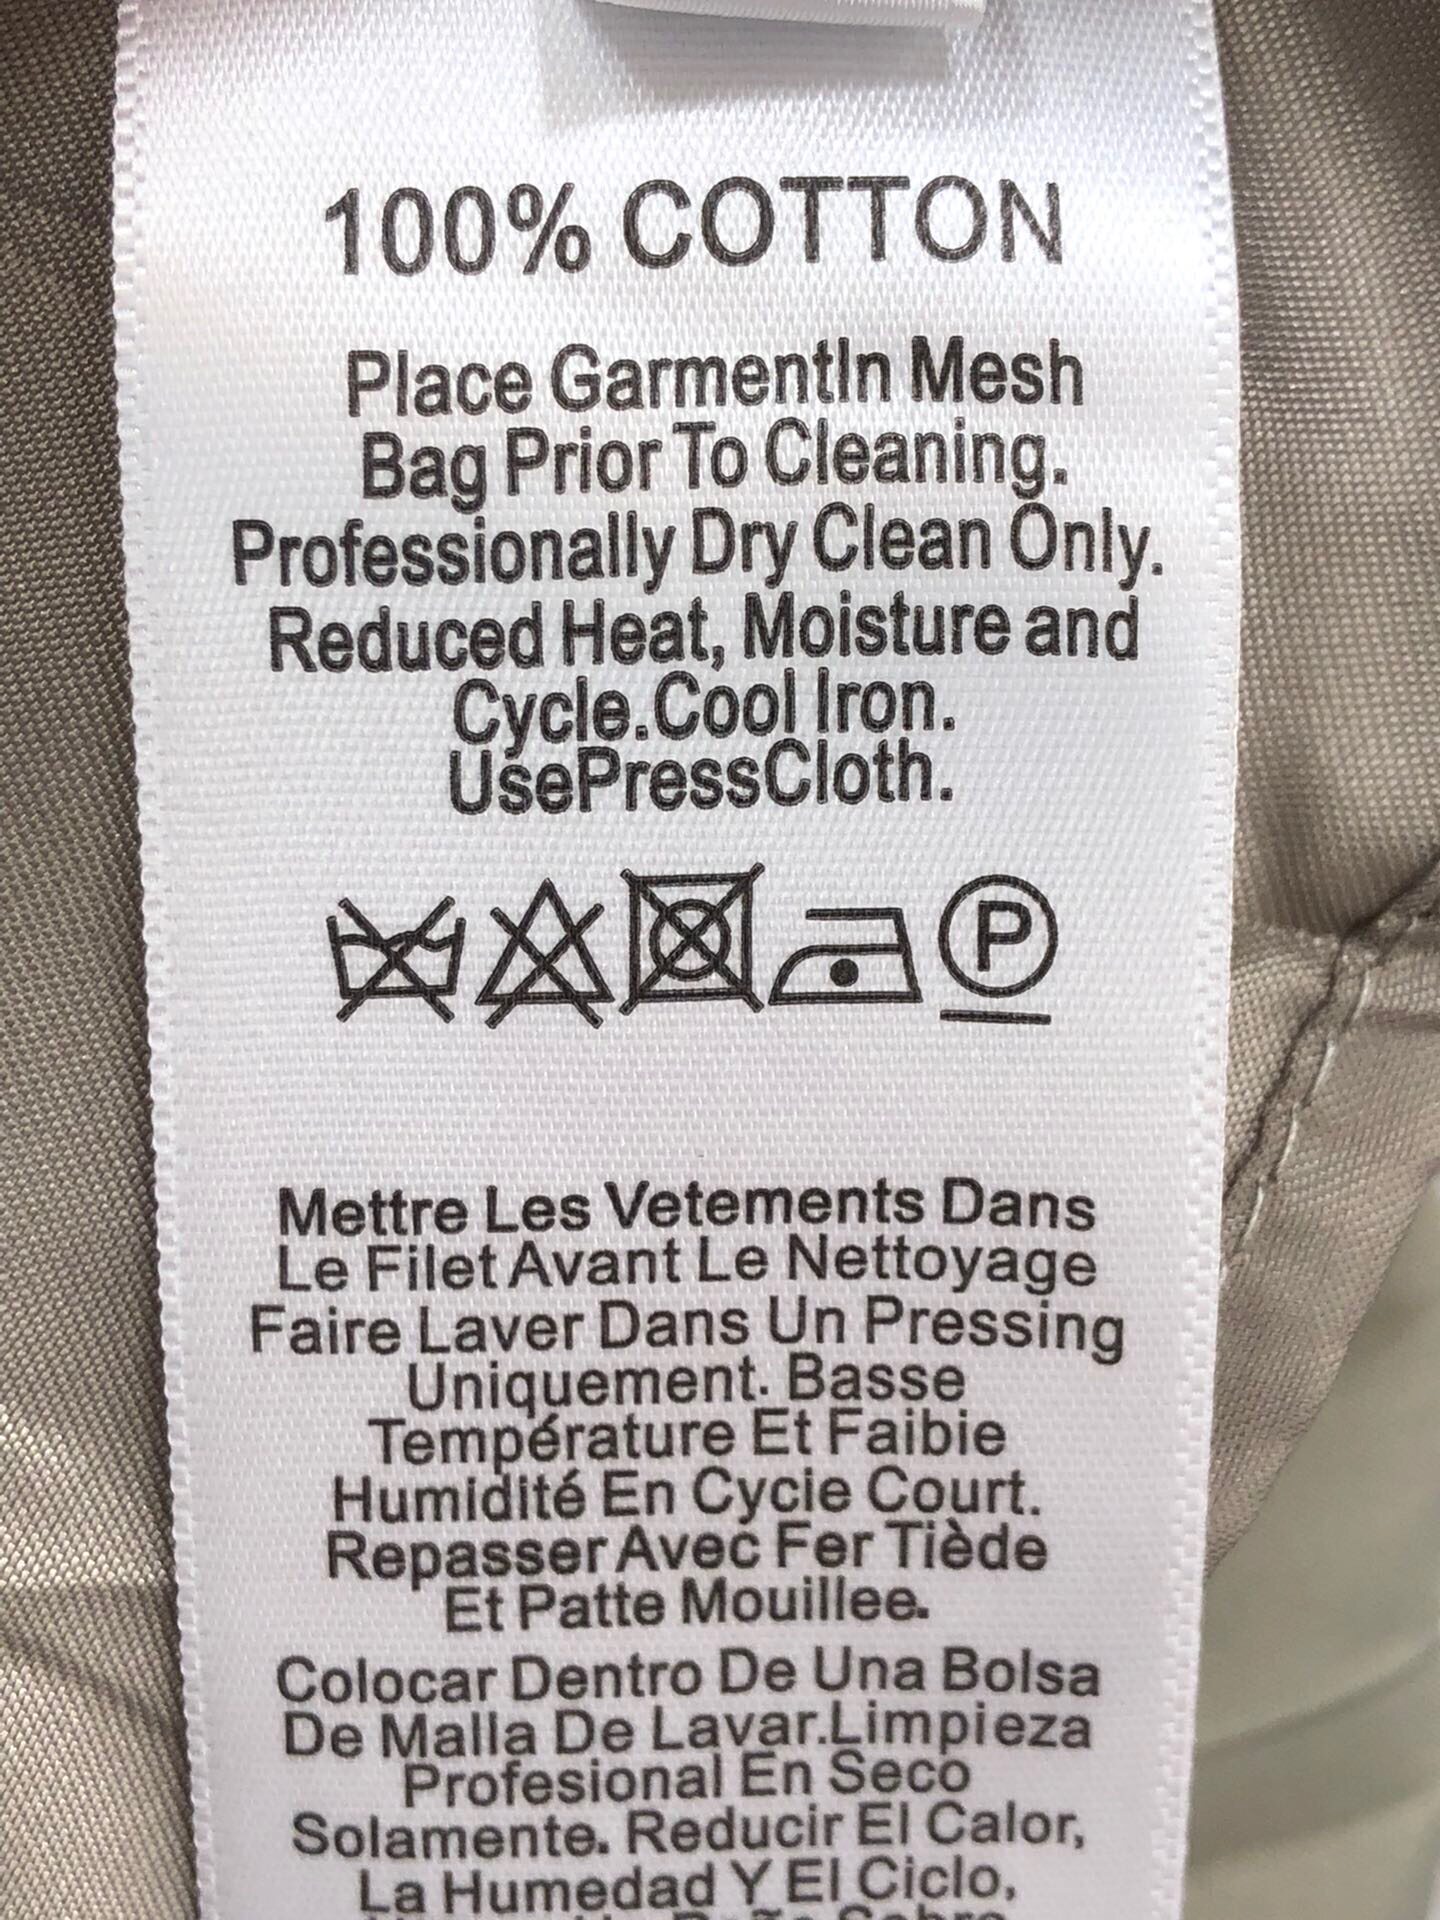 100% COTTON
Place GarmentIn Mesh
Bag Prior To Cleaning.
Professionally Dry Clean Only.
Reduced Heat, Moisture and
Cycle.Cool Iron.
UsePressCloth.
P
Mettre Les Vetements Dans
Le Filet Avant Le Nettoyage
Faire Laver Dans Un Pressing
Uniquement. Basse
Température Et Faibie
Humidité En Cycie Court.
Repasser Avec Fer Tiède
Et Patte Mouillee.
Colocar Dentro De Una Bolsa
De Malla De Lavar.Limpieza
Profesional En Seco
Solamente. Reducir El Calor,
La Humedad Y El Ciclo,